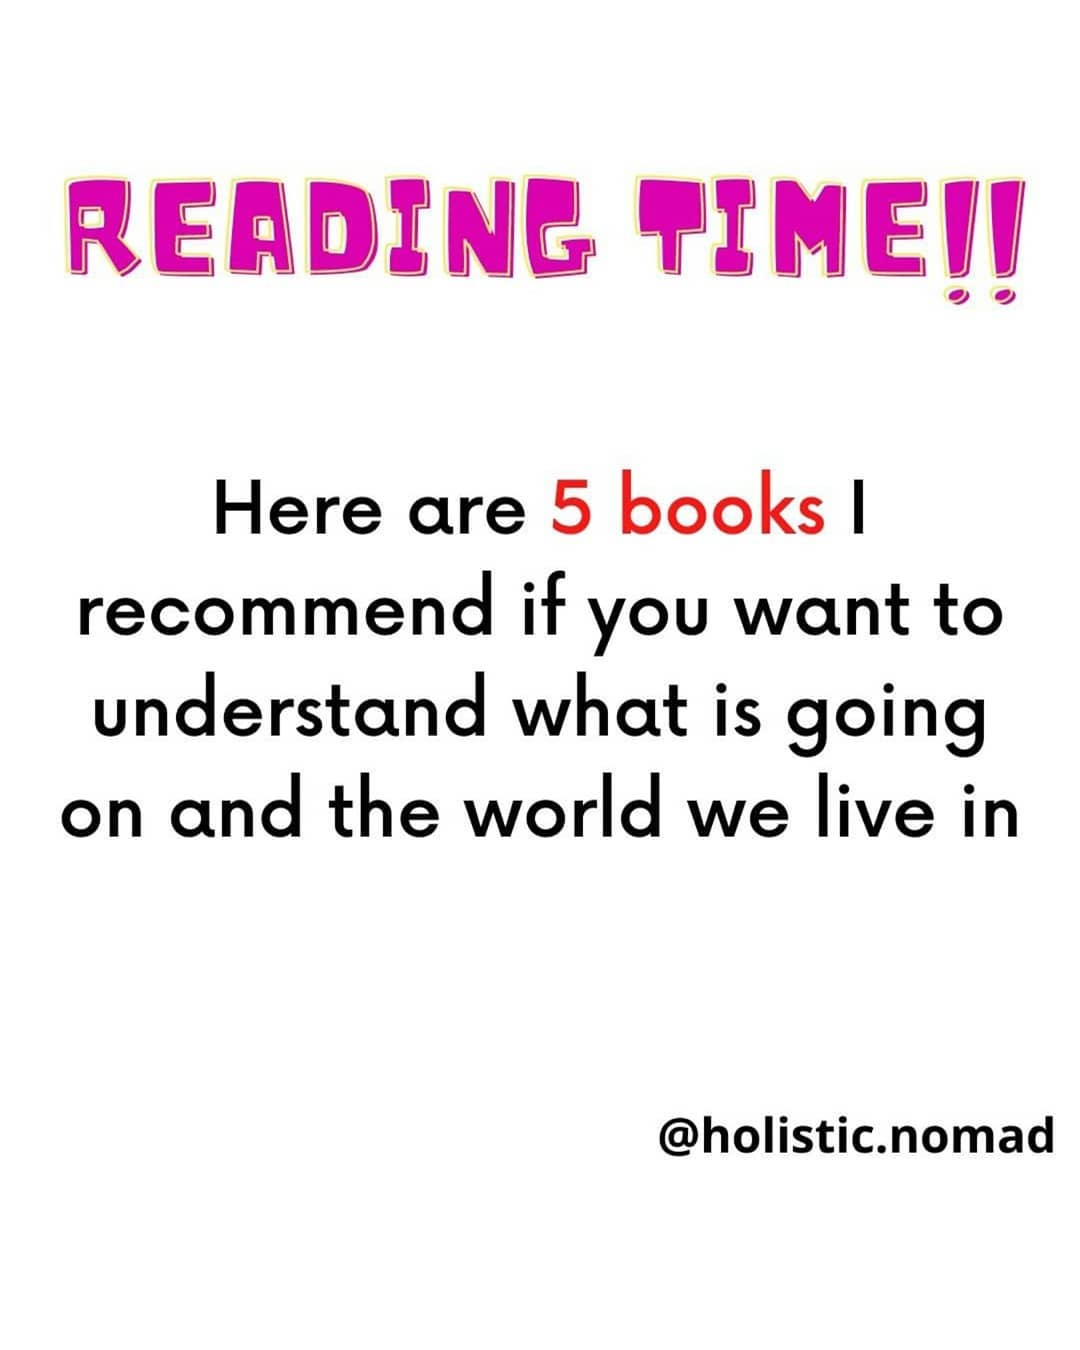 READING TIME!!
Here are 5 books I
recommend if you want to
understand what is going
on and the world we live in
@holistic.nomad